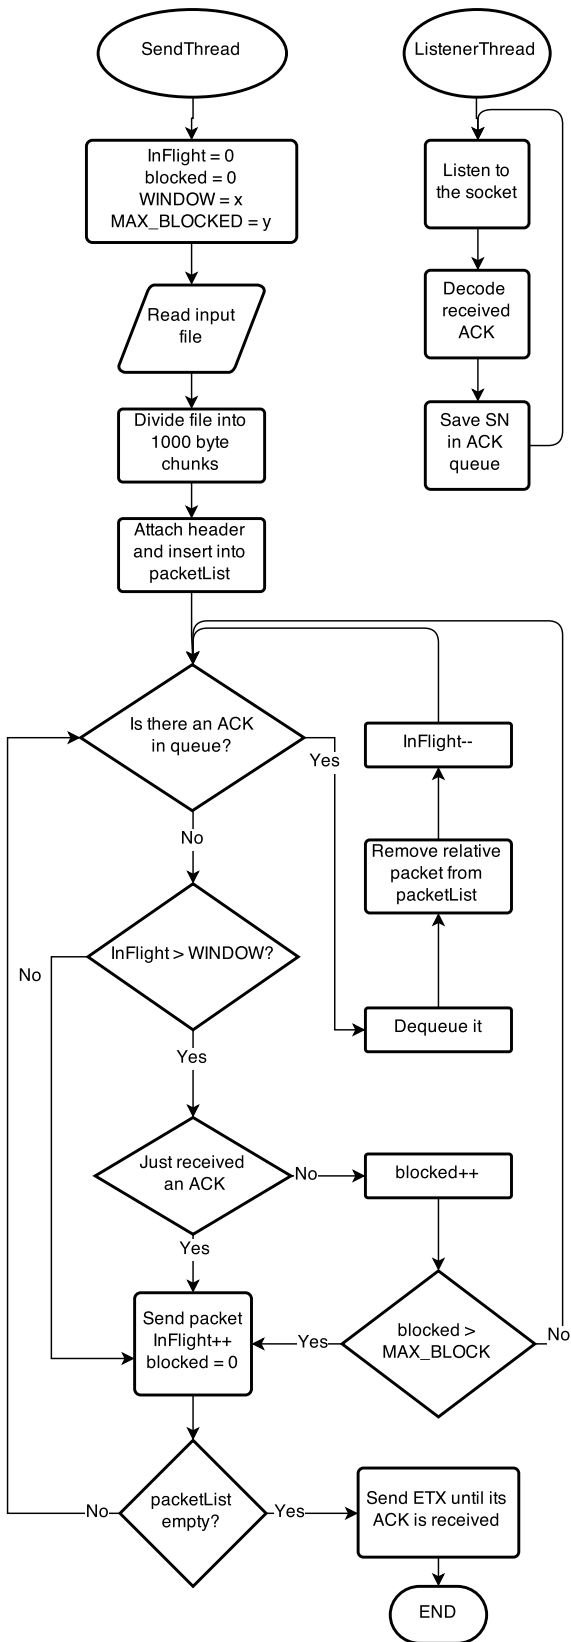 SendThread
InFlight = 0
blocked = 0
WINDOW = x
MAX_BLOCKED = y
Read input
file
Divide file into
1000 byte
chunks
Attach header
and insert into
packetList
ListenerThread
Listen to
the socket
Decode
received
ACK
Save SN
in ACK
queue
Is there an ACK
in queue?
Yes
No
InFlight--
Remove relative
packet from
packetList
Dequeue it
InFlight > WINDOW?
No
Yes
Just received
an ACK
No
blocked++
Yes
Send packet
InFlight++
blocked = 0
Yes
blocked >
MAX_BLOCK
No
packetList
empty?
No
Yes
Send ETX until its
ACK is received
END